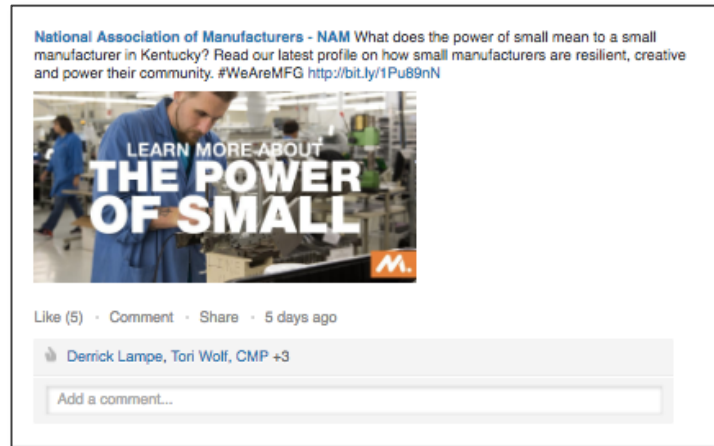 National Association of Manufacturers - NAM What does the power of small mean to a small
manufacturer in Kentucky? Read our latest profile on how small manufacturers are resilient, creative
and power their community. #WeAreMFG http://bit.ly/1Pu89nN
LEARN MORE ABOUT
THE POWER
OF SMALL
M.
Like (5) · Comment · Share · 5 days ago
Derrick Lampe, Tori Wolf, CMP +3
Add a comment...